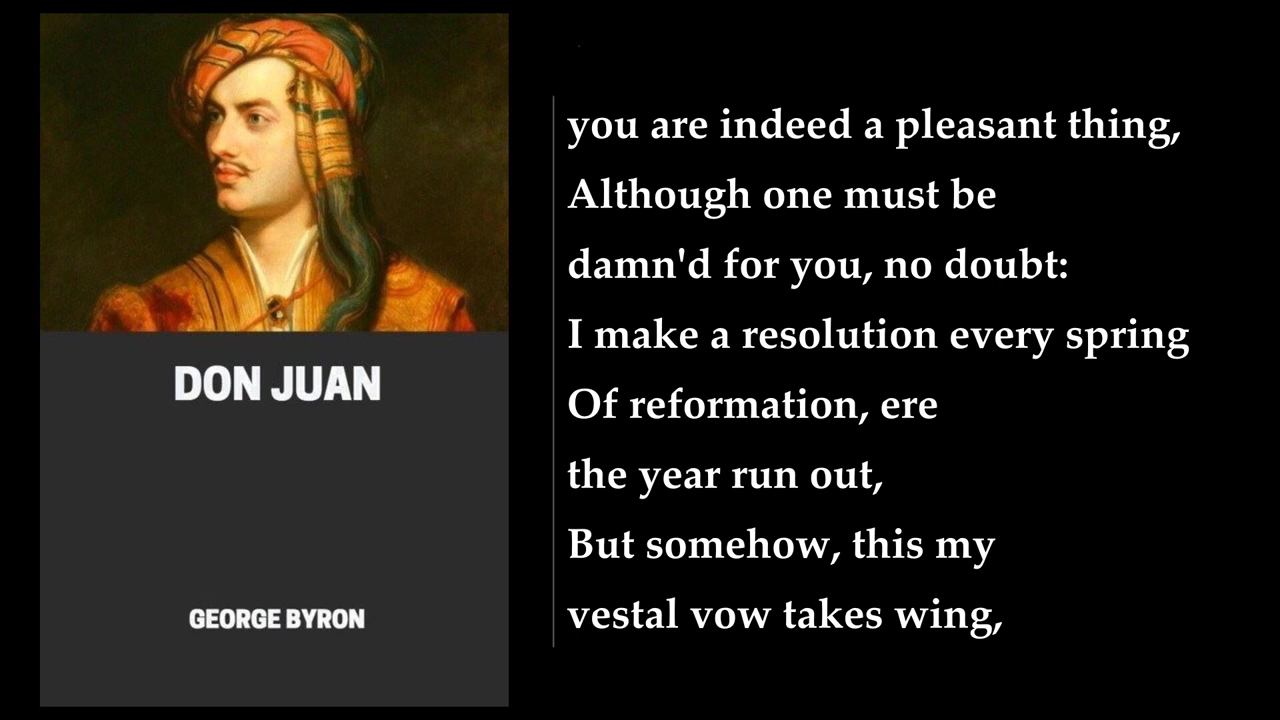 DON JUAN
GEORGE BYRON
you are indeed a pleasant thing,
Although one must be
damn'd for you, no doubt:
I make a resolution every spring
Of reformation, ere
the year run out,
But somehow, this my
vestal vow takes wing,